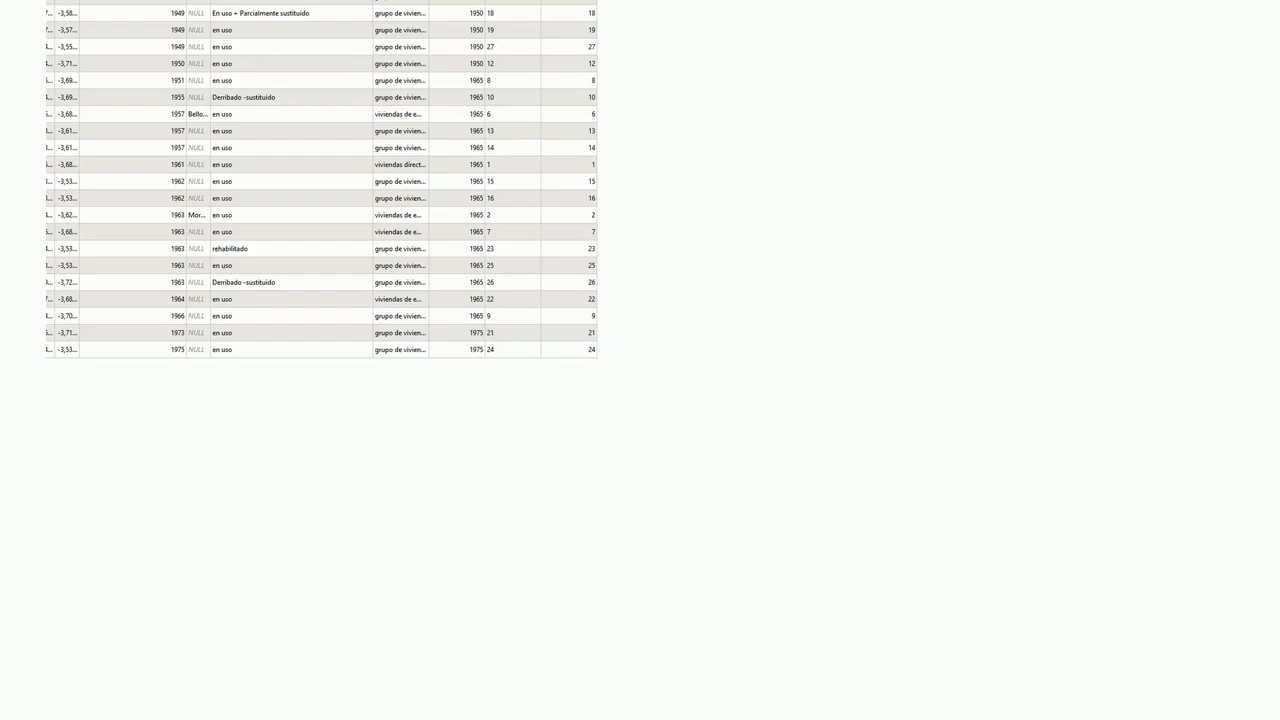 -3,58... 1949 NULL En uso + Parcialmente sustituido grupo de vivien... 1950 18 18
-3,57... 1949 NULL en uso grupo de vivien... 1950 19 19
-3,55... 1949 NULL en uso grupo de vivien... 1950 27 27
-3,71... 1950 NULL en uso grupo de vivien... 1950 12 12
-3,69... 1951 NULL en uso grupo de vivien... 1965 8 8
-3,69... 1955 NULL Derribado -sustituido grupo de vivien... 1965 10 10
-3,68... 1957 Bello... en uso viviendas de e... 1965 6 6
-3,61... 1957 NULL en uso grupo de vivien... 1965 13 13
-3,61... 1957 NULL en uso grupo de vivien... 1965 14 14
-3,68... 1961 NULL en uso viviendas direct... 1965 1 1
-3,53... 1962 NULL en uso grupo de vivien... 1965 15 15
-3,53... 1962 NULL en uso grupo de vivien... 1965 16 16
-3,62... 1963 Mor... en uso viviendas de e... 1965 2 2
-3,68... 1963 NULL en uso viviendas de e... 1965 7 7
-3,53... 1963 NULL rehabilitado grupo de vivien... 1965 23 23
-3,53... 1963 NULL en uso grupo de vivien... 1965 25 25
-3,72... 1963 NULL Derribado -sustituido grupo de vivien... 1965 26 26
-3,68... 1964 NULL en uso viviendas de e... 1965 22 22
-3,70... 1966 NULL en uso grupo de vivien... 1965 9 9
-3,71... 1973 NULL en uso grupo de vivien... 1975 21 21
-3,53... 1975 NULL en uso grupo de vivien... 1975 24 24